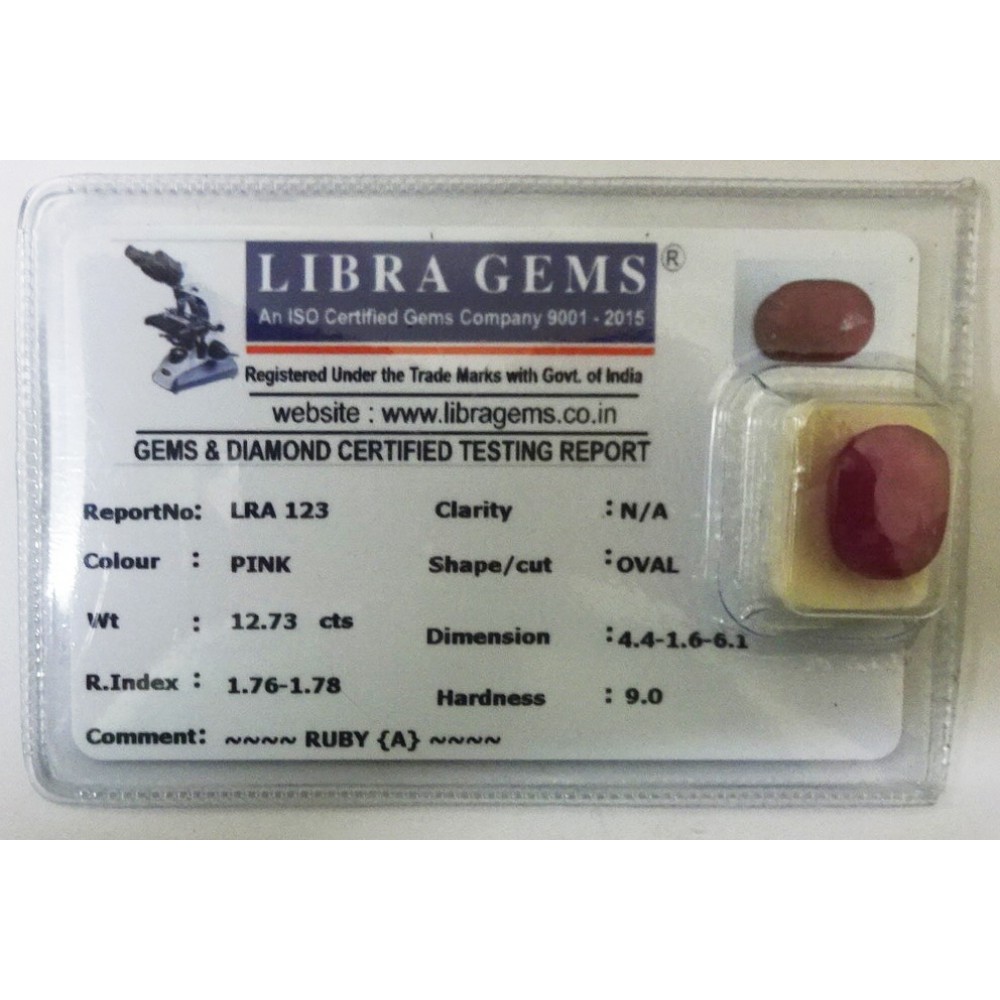 LIBRA GEMS ®
An ISO Certified Gems Company 9001 - 2015
Registered Under the Trade Marks with Govt. of India
website : www.libragems.co.in
GEMS & DIAMOND CERTIFIED TESTING REPORT
ReportNo: LRA 123 Clarity : N/A
Colour : PINK Shape/cut : OVAL
Wt : 12.73 cts Dimension : 4.4-1.6-6.1
R.Index : 1.76-1.78 Hardness : 9.0
Comment: ~~~~ RUBY {A} ~~~~